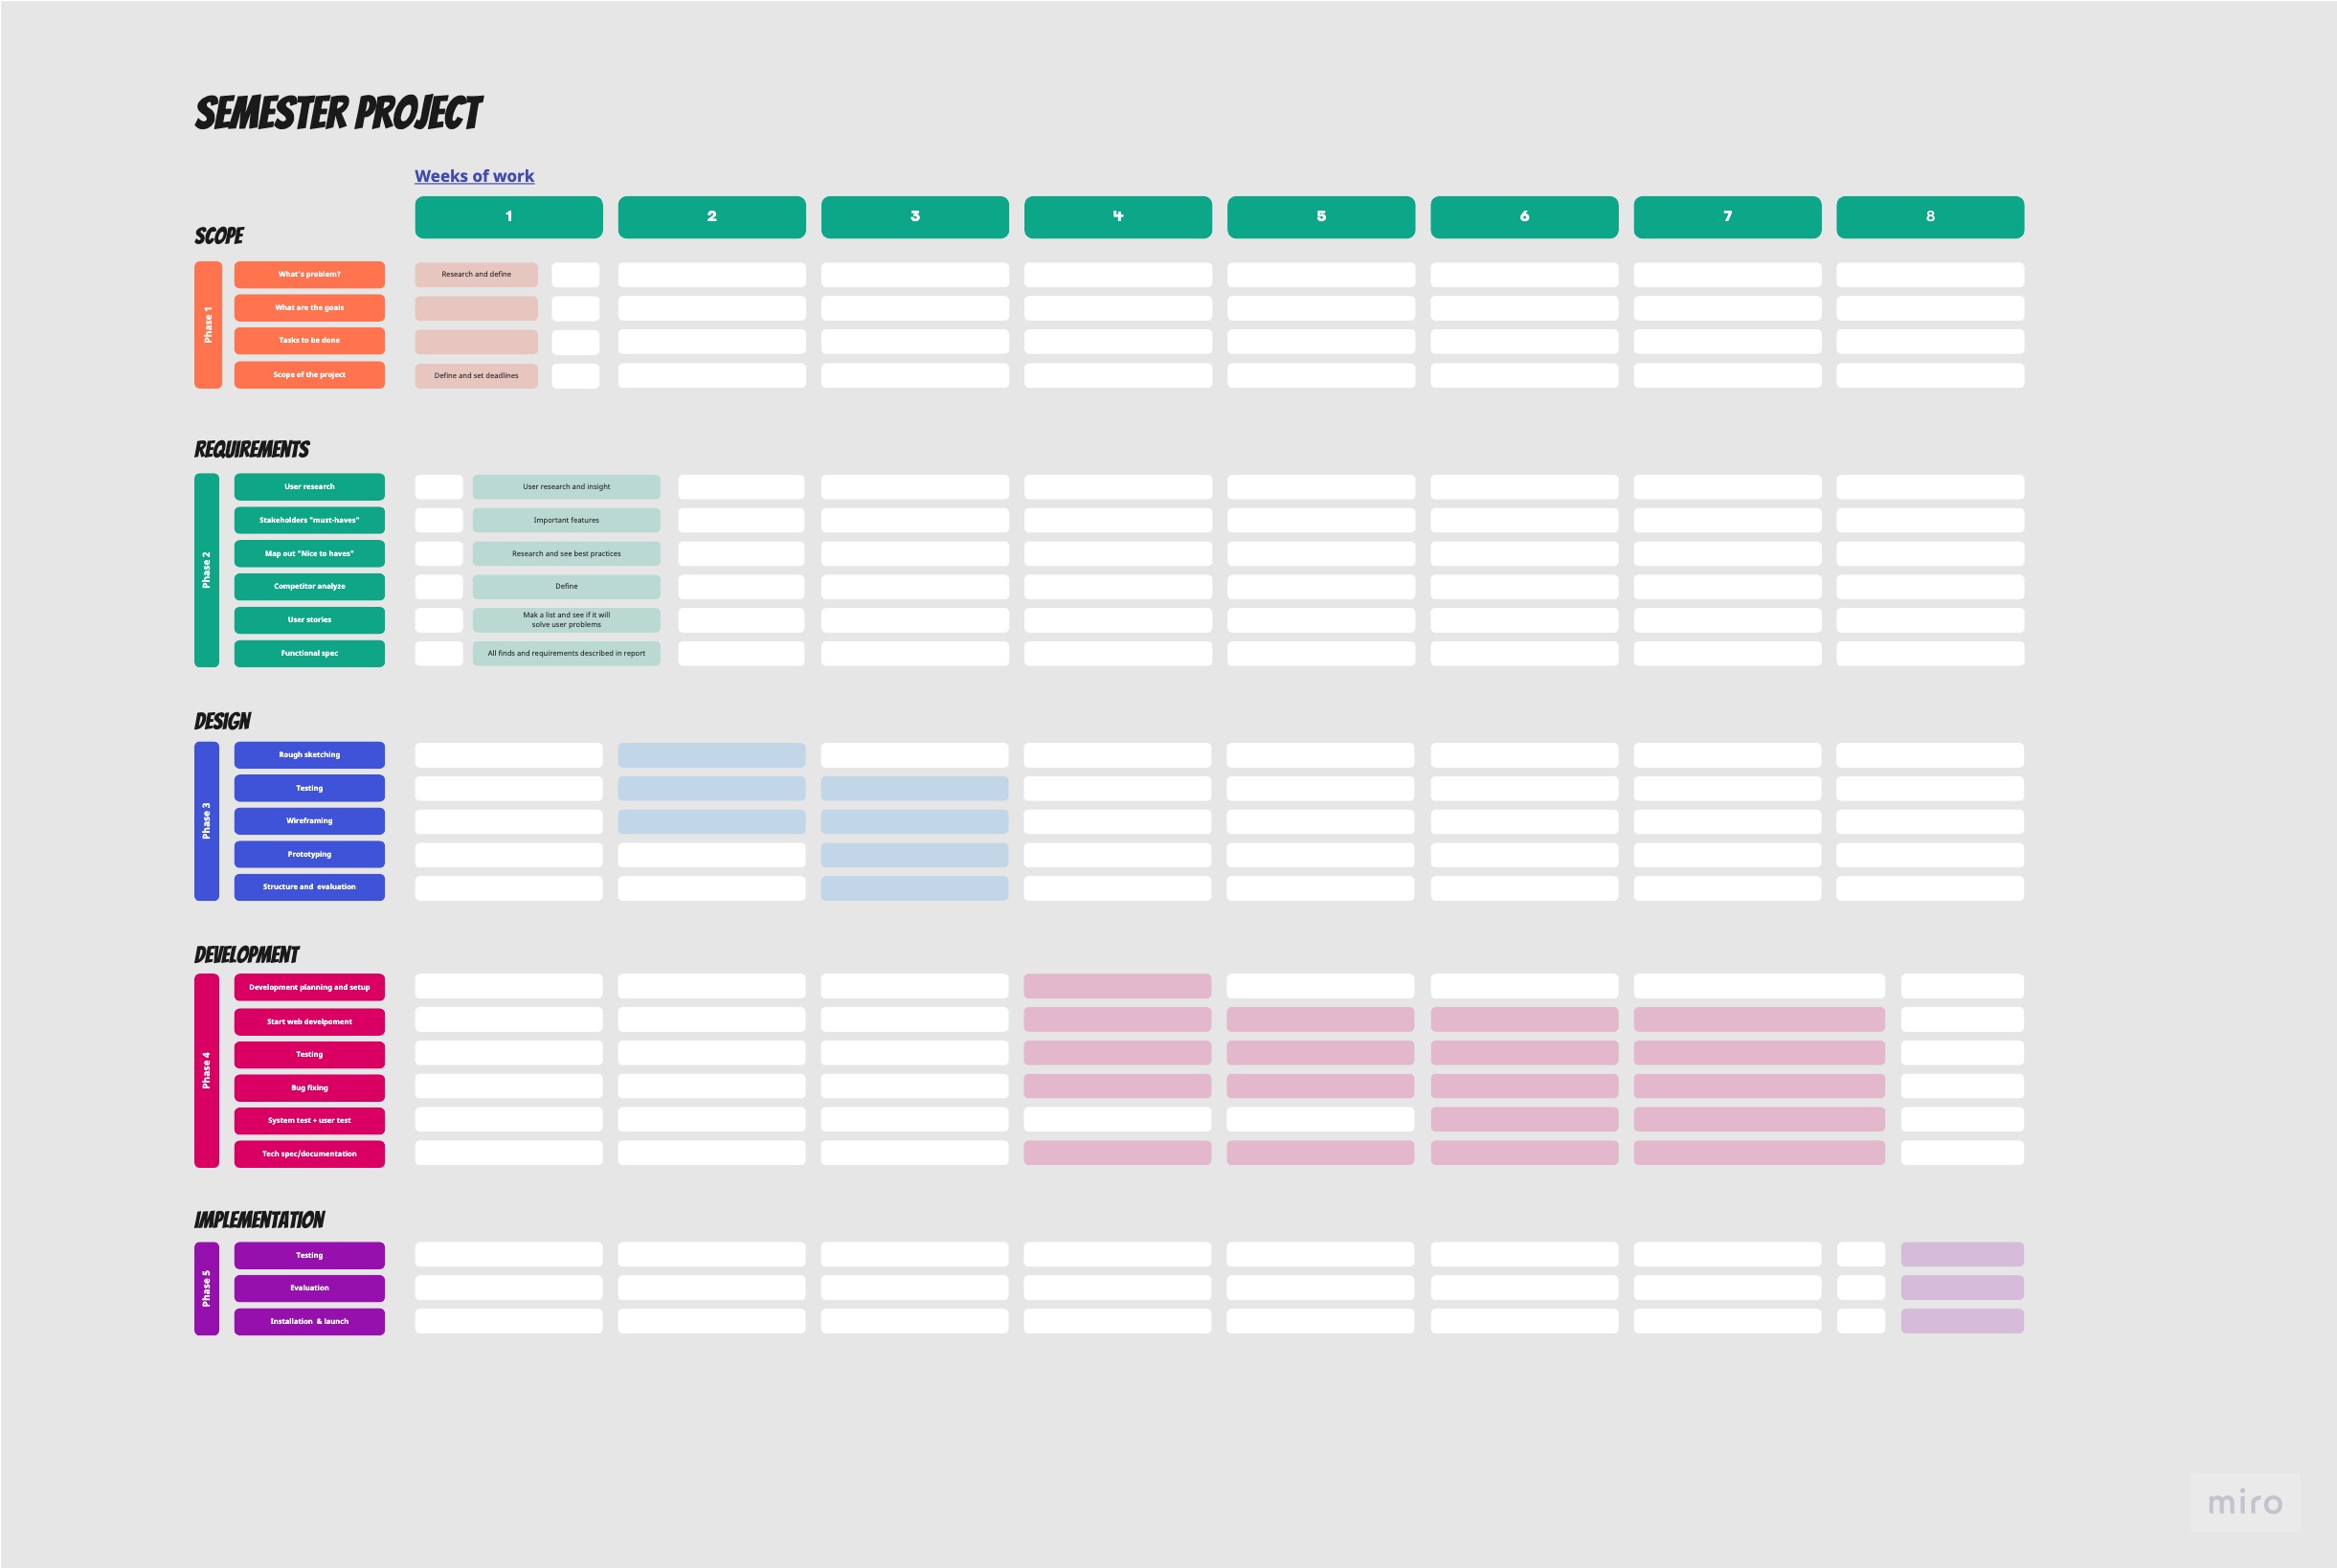 SEMESTER PROJECT
Weeks of work
1 2 3 4 5 6 7 8
SCOPE
Phase 1
What's problem? Research and define
What are the goals
Tasks to be done
Scope of the project Define and set deadlines
REQUIREMENTS
Phase 2
User research User research and insight
Stakeholders "must-haves" Important features
Map out "Nice to haves" Research and see best practices
Competitor analyze Define
User stories Mak a list and see if it will
solve user problems
Functional spec All finds and requirements described in report
DESIGN
Phase 3
Rough sketching
Testing
Wireframing
Prototyping
Structure and evaluation
DEVELOPMENT
Phase 4
Development planning and setup
Start web develpoment
Testing
Bug fixing
System test + user test
Tech spec/documentation
IMPLEMENTATION
Phase 5
Testing
Evaluation
Installation & launch
miro